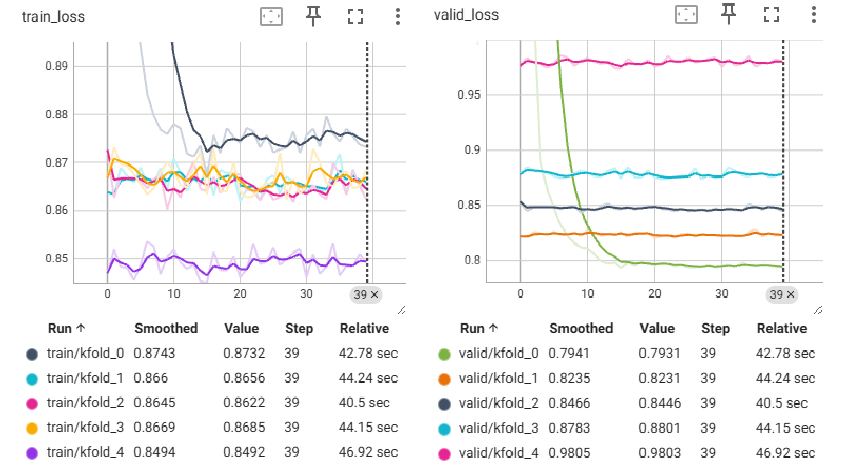 train_loss
0.89
0.88
0.87
0.86
0.85
0
10
20
30
39 ×
Run ↑ Smoothed Value Step Relative
train/kfold_0 0.8743 0.8732 39 42.78 sec
train/kfold_1 0.866 0.8656 39 44.24 sec
train/kfold_2 0.8645 0.8622 39 40.5 sec
train/kfold_3 0.8669 0.8685 39 44.15 sec
train/kfold_4 0.8494 0.8492 39 46.92 sec
valid_loss
0.95
0.9
0.85
0.8
0
10
20
30
39 ×
Run ↑ Smoothed Value Step Relative
valid/kfold_0 0.7941 0.7931 39 42.78 sec
valid/kfold_1 0.8235 0.8231 39 44.24 sec
valid/kfold_2 0.8466 0.8446 39 40.5 sec
valid/kfold_3 0.8783 0.8801 39 44.15 sec
valid/kfold_4 0.9805 0.9803 39 46.92 sec